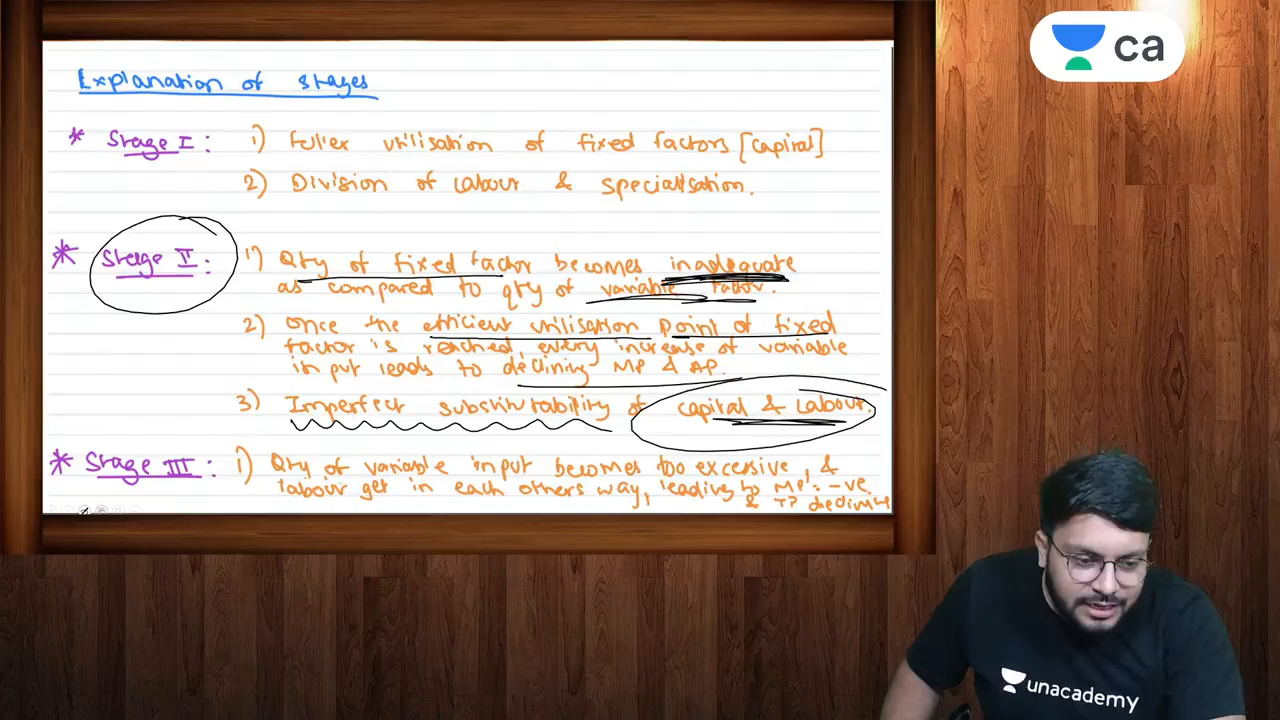 ca
Explanation of stages
* Stage I : 1) Fuller utilisation of fixed factors [capital]
2) Division of labour & specialisation.
* Stage II : 1) Qty of fixed factor becomes inadequate
as compared to qty of variable factor.
2) Once the efficient utilisation point of fixed
factor is reached, every increase of variable
input leads to declining MP & AP.
3) Imperfect substitutability of capital & labour.
* Stage III : 1) Qty of variable input becomes too excessive, &
labour get in each others way, leading to MP = -ve
& TP declining
unacademy